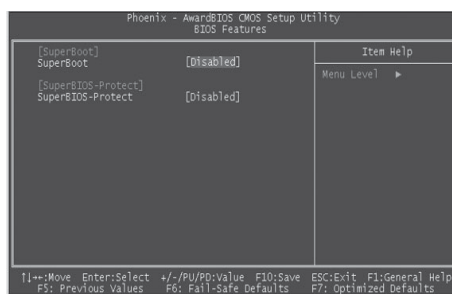 Phoenix - AwardBIOS CMOS Setup Utility
BIOS Features
[SuperBoot]
SuperBoot [Disabled]
[SuperBIOS-Protect]
SuperBIOS-Protect [Disabled]
Item Help
Menu Level ►
↑↓→←:Move Enter:Select +/-/PU/PD:Value F10:Save ESC:Exit F1:General Help
F5: Previous Values F6: Fail-Safe Defaults F7: Optimized Defaults